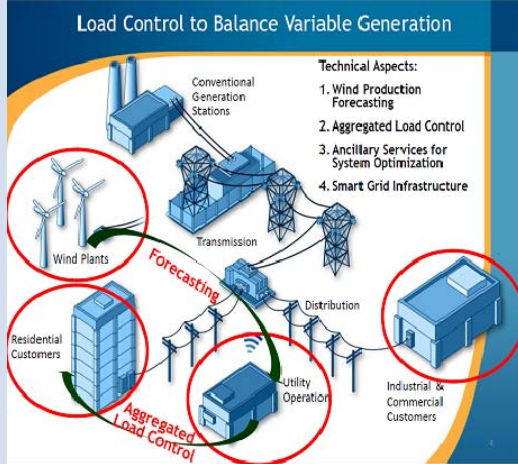 Load Control to Balance Variable Generation
Technical Aspects:
1. Wind Production
Forecasting
2. Aggregated Load Control
3. Ancillary Services for
System Optimization
4. Smart Grid Infrastructure
Conventional
Generation
Stations
Wind Plants
Transmission
Forecasting
Distribution
Residential
Customers
Utility
Operation
Industrial &
Commercial
Customers
Aggregated
Load Control
4